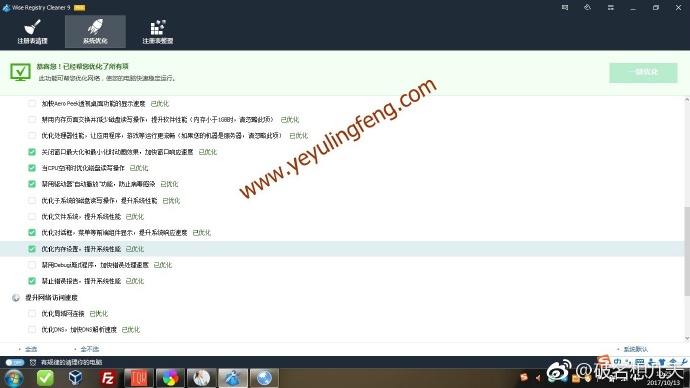 Wise Registry Cleaner 9
注册表清理
系统优化
注册表整理
恭喜您！已经帮您优化了所有项
此功能可帮您优化网络，使您的电脑快速稳定运行。
一键优化
加快Aero Peek透视桌面功能的显示速度 已优化
禁用内存页面交换并减少磁盘读写操作，提升软件性能（内存小于1GB时，请忽略此项） 已优化
优化处理器性能，让应用程序，游戏等运行更流畅（如果您的机器是服务器，请忽略此项） 已优化
关闭窗口最大化和最小化时动画效果，加快窗口响应速度 已优化
当CPU空闲时优化磁盘读写操作 已优化
禁用驱动器"自动播放"功能，防止病毒感染 已优化
优化子系统的磁盘读写操作，提升系统性能 已优化
优化文件系统，提升系统性能 已优化
优化对话框，菜单等前端组件显示，提升系统响应速度 已优化
优化内存设置，提升系统性能 已优化
禁用Debug调试程序，加快错误处理速度 已优化
禁止错误报告，提升系统性能 已优化
提升网络访问速度
优化局域网连接 已优化
优化DNS，加快DNS解析速度 已优化
全选
全不选
系统默认
OFF
有规律的清理你的电脑
www.yeyulingfeng.com
2017/10/13